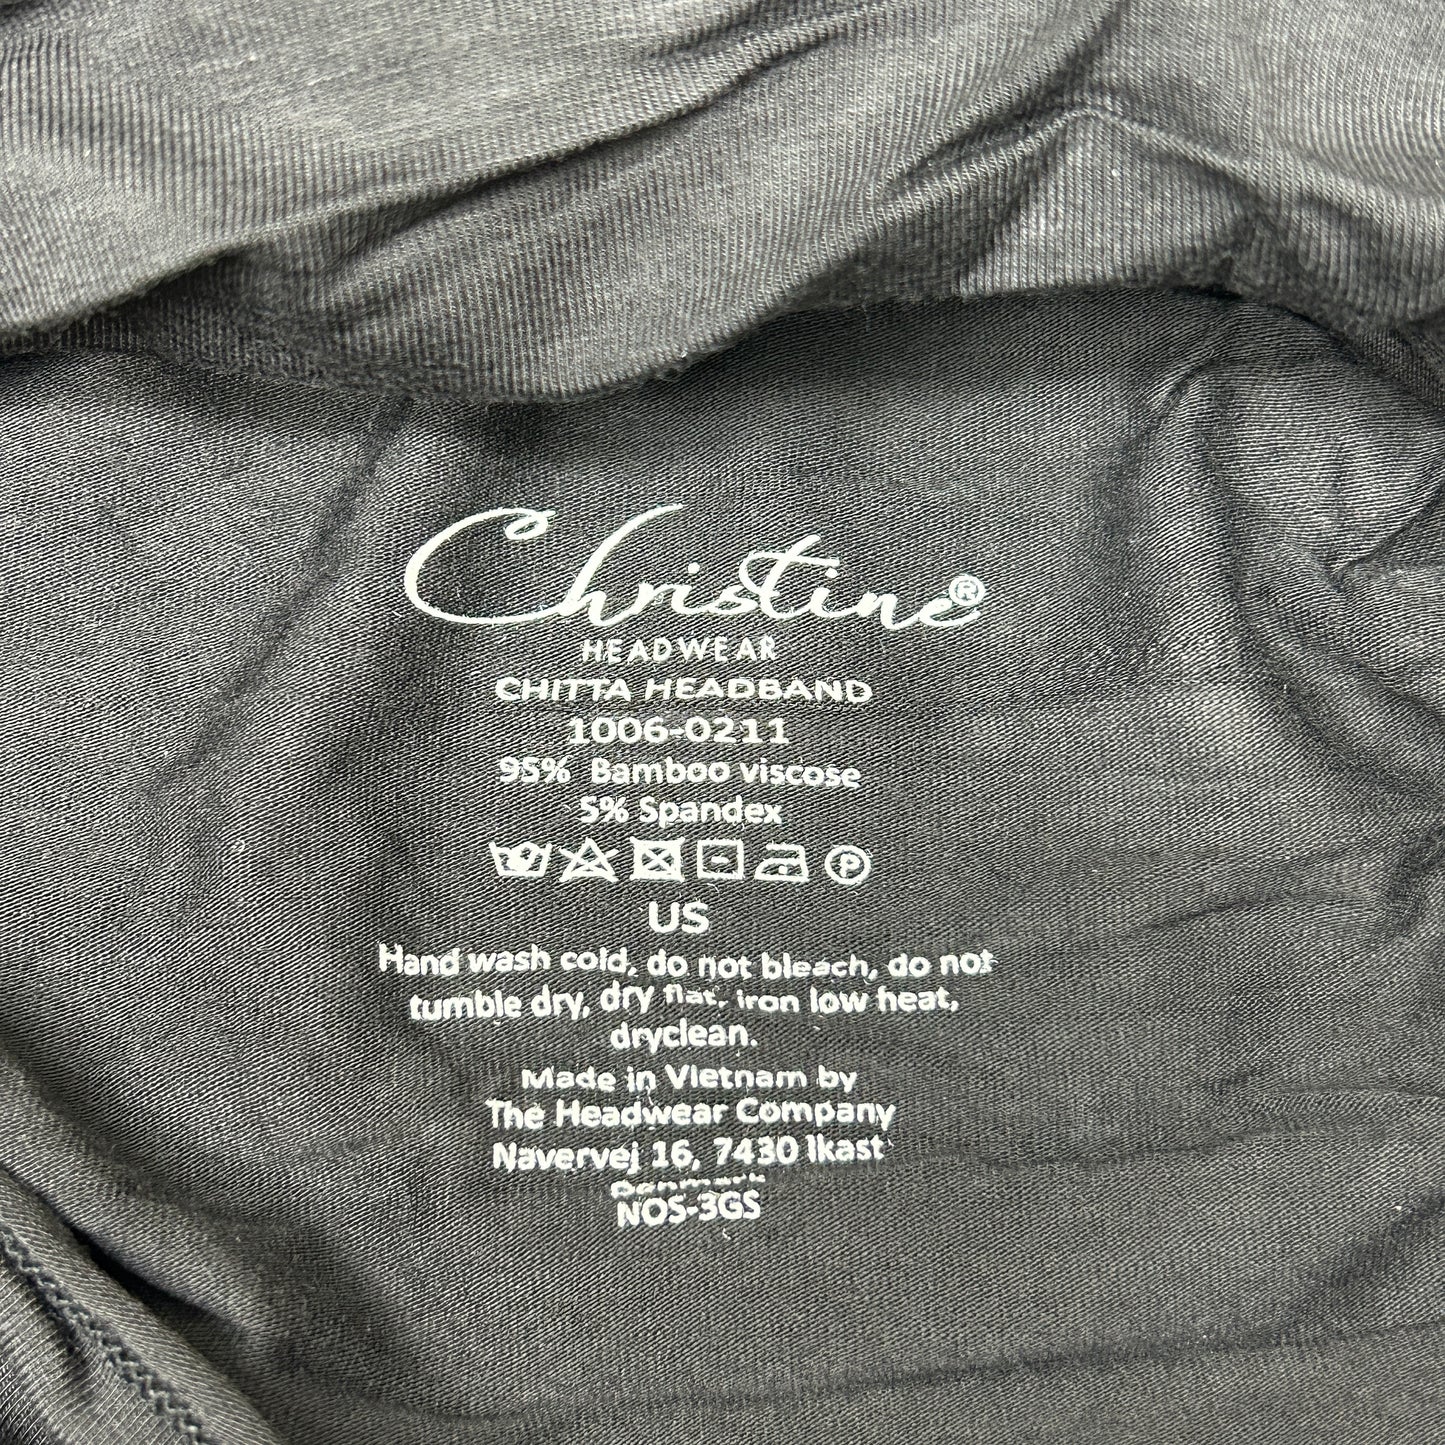 Christine®
HEADWEAR
CHITTA HEADBAND
1006-0211
95% Bamboo viscose
5% Spandex
P
US
Hand wash cold, do not bleach, do not
tumble dry, dry flat, iron low heat,
dryclean.
Made in Vietnam by
The Headwear Company
Navervej 16, 7430 Ikast
Denmark
NOS-3GS